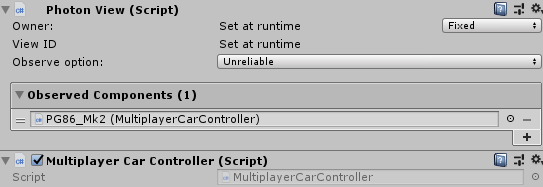 Photon View (Script)
Owner: Set at runtime Fixed
View ID Set at runtime
Observe option: Unreliable
Observed Components (1)
PG86_Mk2 (MultiplayerCarController)
Multiplayer Car Controller (Script)
Script MultiplayerCarController